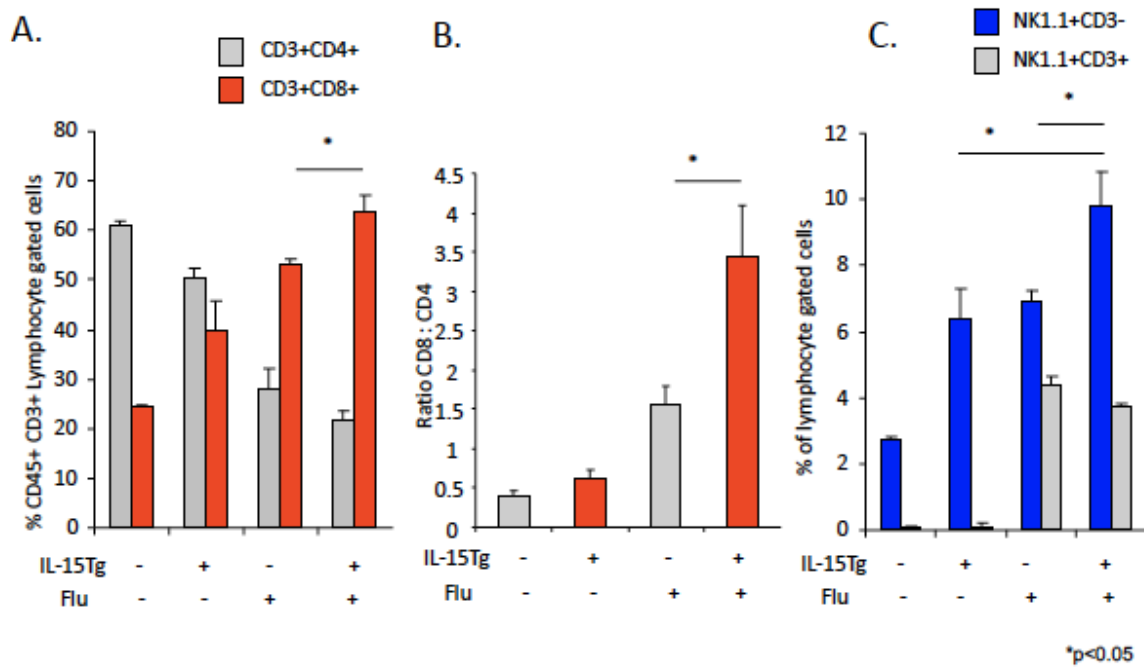 A.
CD3+CD4+
CD3+CD8+
% CD45+ CD3+ Lymphocyte gated cells
80
70
60
50
40
30
20
10
0
*
IL-15Tg - + - +
Flu - - + +
B.
Ratio CD8 : CD4
4.5
4
3.5
3
2.5
2
1.5
1
0.5
0
*
IL-15Tg - + - +
Flu - - + +
C.
NK1.1+CD3-
NK1.1+CD3+
% of lymphocyte gated cells
12
10
8
6
4
2
0
*
*
IL-15Tg - + - +
Flu - - + +
*p<0.05